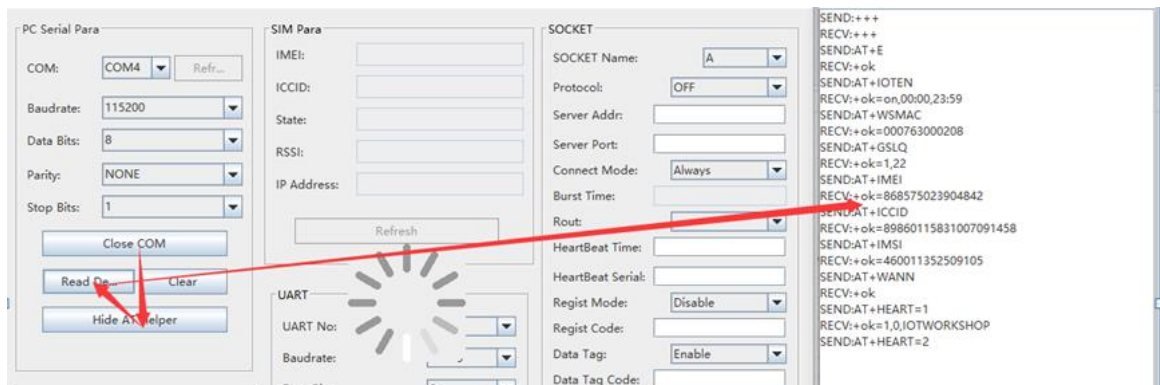 PC Serial Para
COM: COM4 Refr...
Baudrate: 115200
Data Bits: 8
Parity: NONE
Stop Bits: 1
Close COM
Read De... Clear
Hide AT Helper
SIM Para
IMEI:
ICCID:
State:
RSSI:
IP Address:
Refresh
UART
UART No:
Baudrate:
SOCKET
SOCKET Name: A
Protocol: OFF
Server Addr:
Server Port:
Connect Mode: Always
Burst Time:
Rout:
HeartBeat Time:
HeartBeat Serial:
Regist Mode: Disable
Regist Code:
Data Tag: Enable
Data Tag Code:
SEND:+++
RECV:+++
SEND:AT+E
RECV:+ok
SEND:AT+IOTEN
RECV:+ok=on,00:00,23:59
SEND:AT+WSMAC
RECV:+ok=000763000208
SEND:AT+GSLQ
RECV:+ok=1,22
SEND:AT+IMEI
RECV:+ok=868575023904842
SEND:AT+ICCID
RECV:+ok=89860115831007091458
SEND:AT+IMSI
RECV:+ok=460011352509105
SEND:AT+WANN
RECV:+ok
SEND:AT+HEART=1
RECV:+ok=1,0,IOTWORKSHOP
SEND:AT+HEART=2